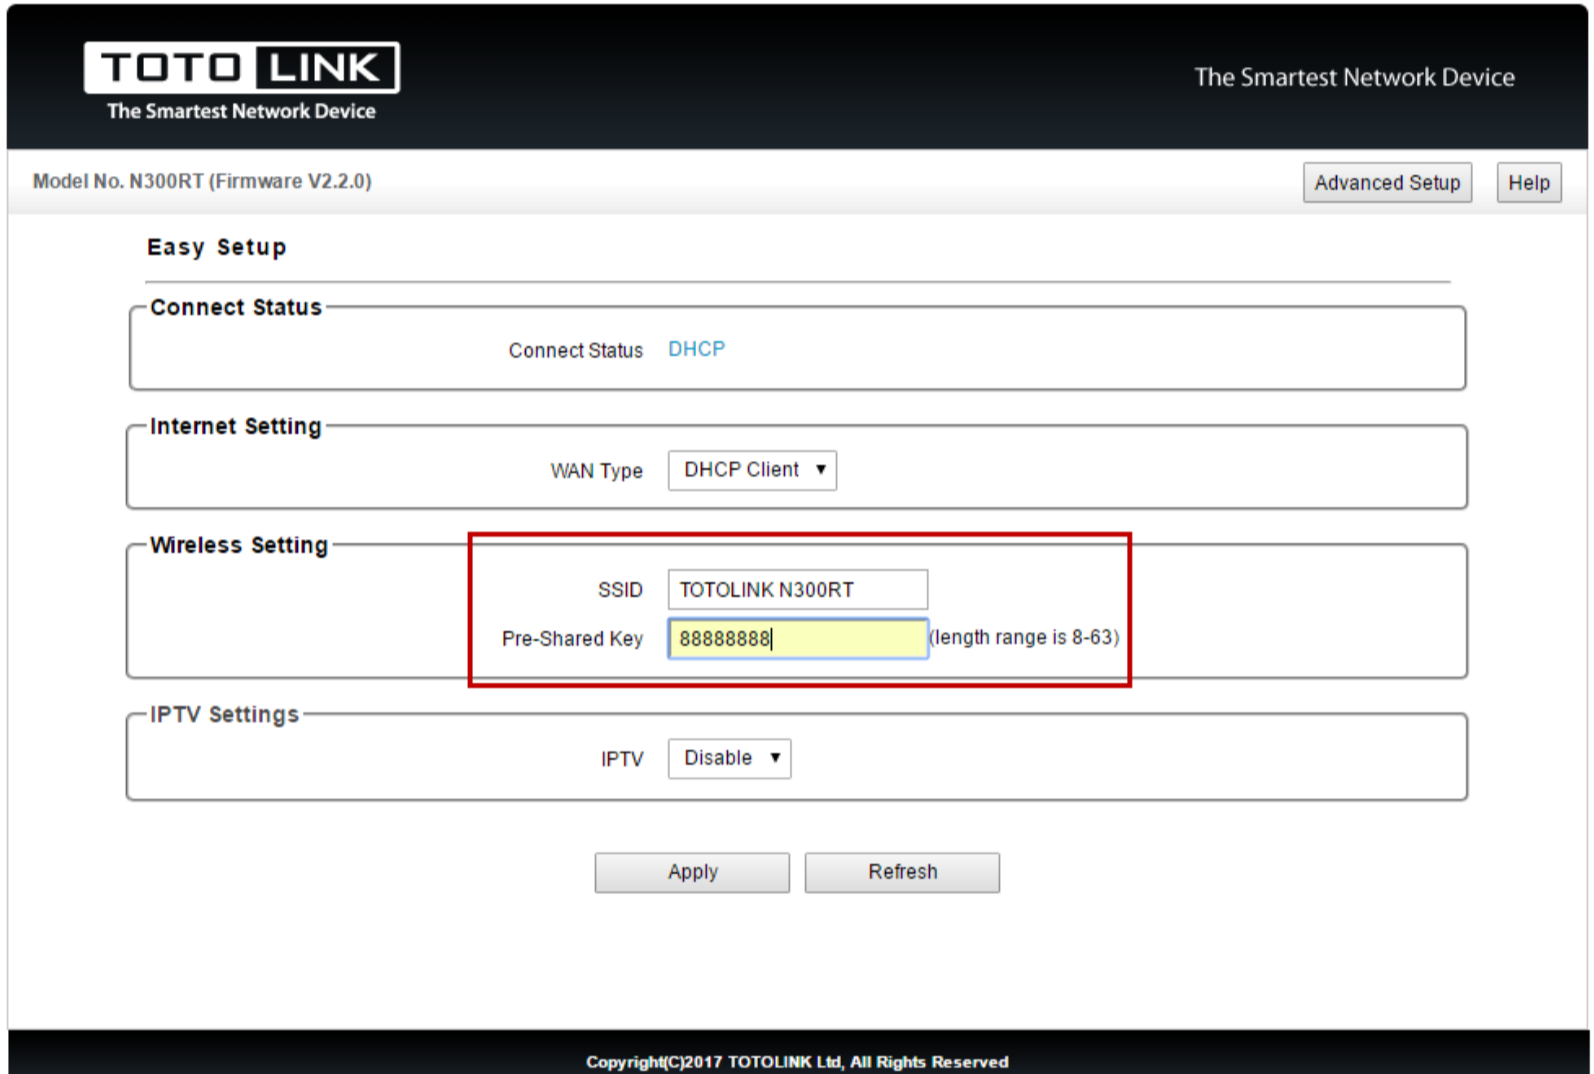 TOTO LINK
The Smartest Network Device
The Smartest Network Device
Model No. N300RT (Firmware V2.2.0)
Advanced Setup
Help
Easy Setup
Connect Status
Connect Status DHCP
Internet Setting
WAN Type DHCP Client ▼
Wireless Setting
SSID TOTOLINK N300RT
Pre-Shared Key 88888888 (length range is 8-63)
IPTV Settings
IPTV Disable ▼
Apply
Refresh
Copyright(C)2017 TOTOLINK Ltd, All Rights Reserved